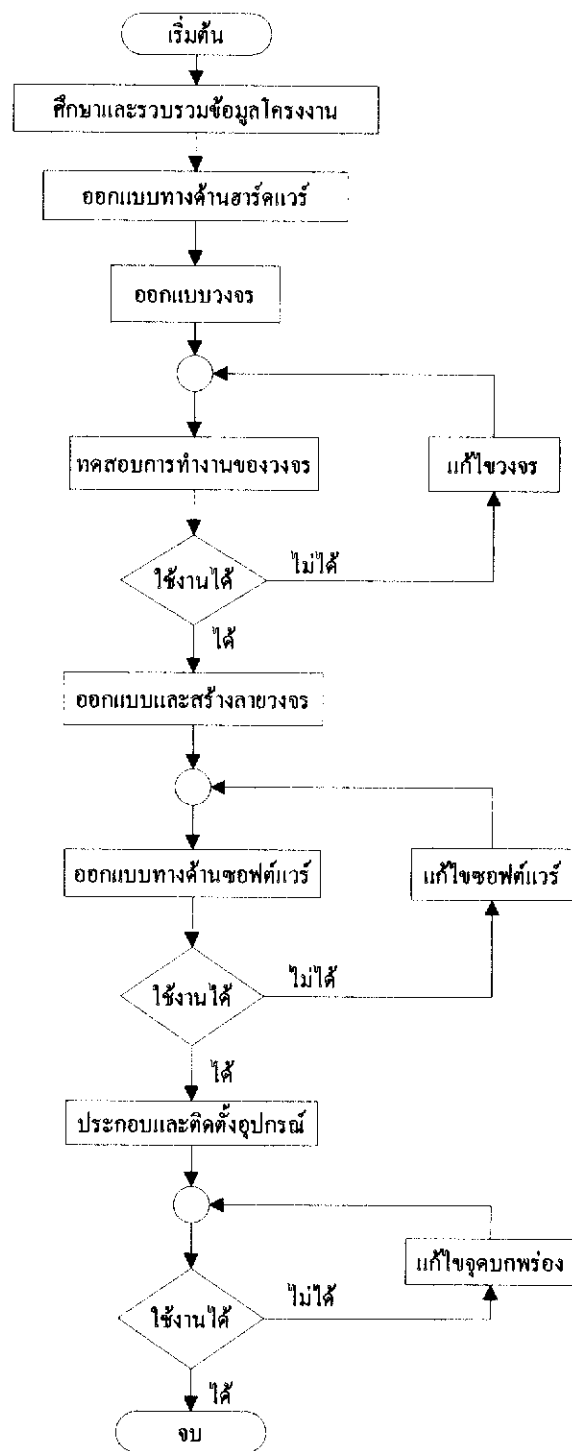 เริ่มต้น
ศึกษาและรวบรวมข้อมูลโครงงาน
ออกแบบทางด้านฮาร์ดแวร์
ออกแบบวงจร
ทดสอบการทำงานของวงจร
แก้ไขวงจร
ใช้งานได้
ไม่ได้
ได้
ออกแบบและสร้างลายวงจร
ออกแบบทางด้านซอฟต์แวร์
แก้ไขซอฟต์แวร์
ใช้งานได้
ไม่ได้
ได้
ประกอบและติดตั้งอุปกรณ์
แก้ไขจุดบกพร่อง
ใช้งานได้
ไม่ได้
ได้
จบ